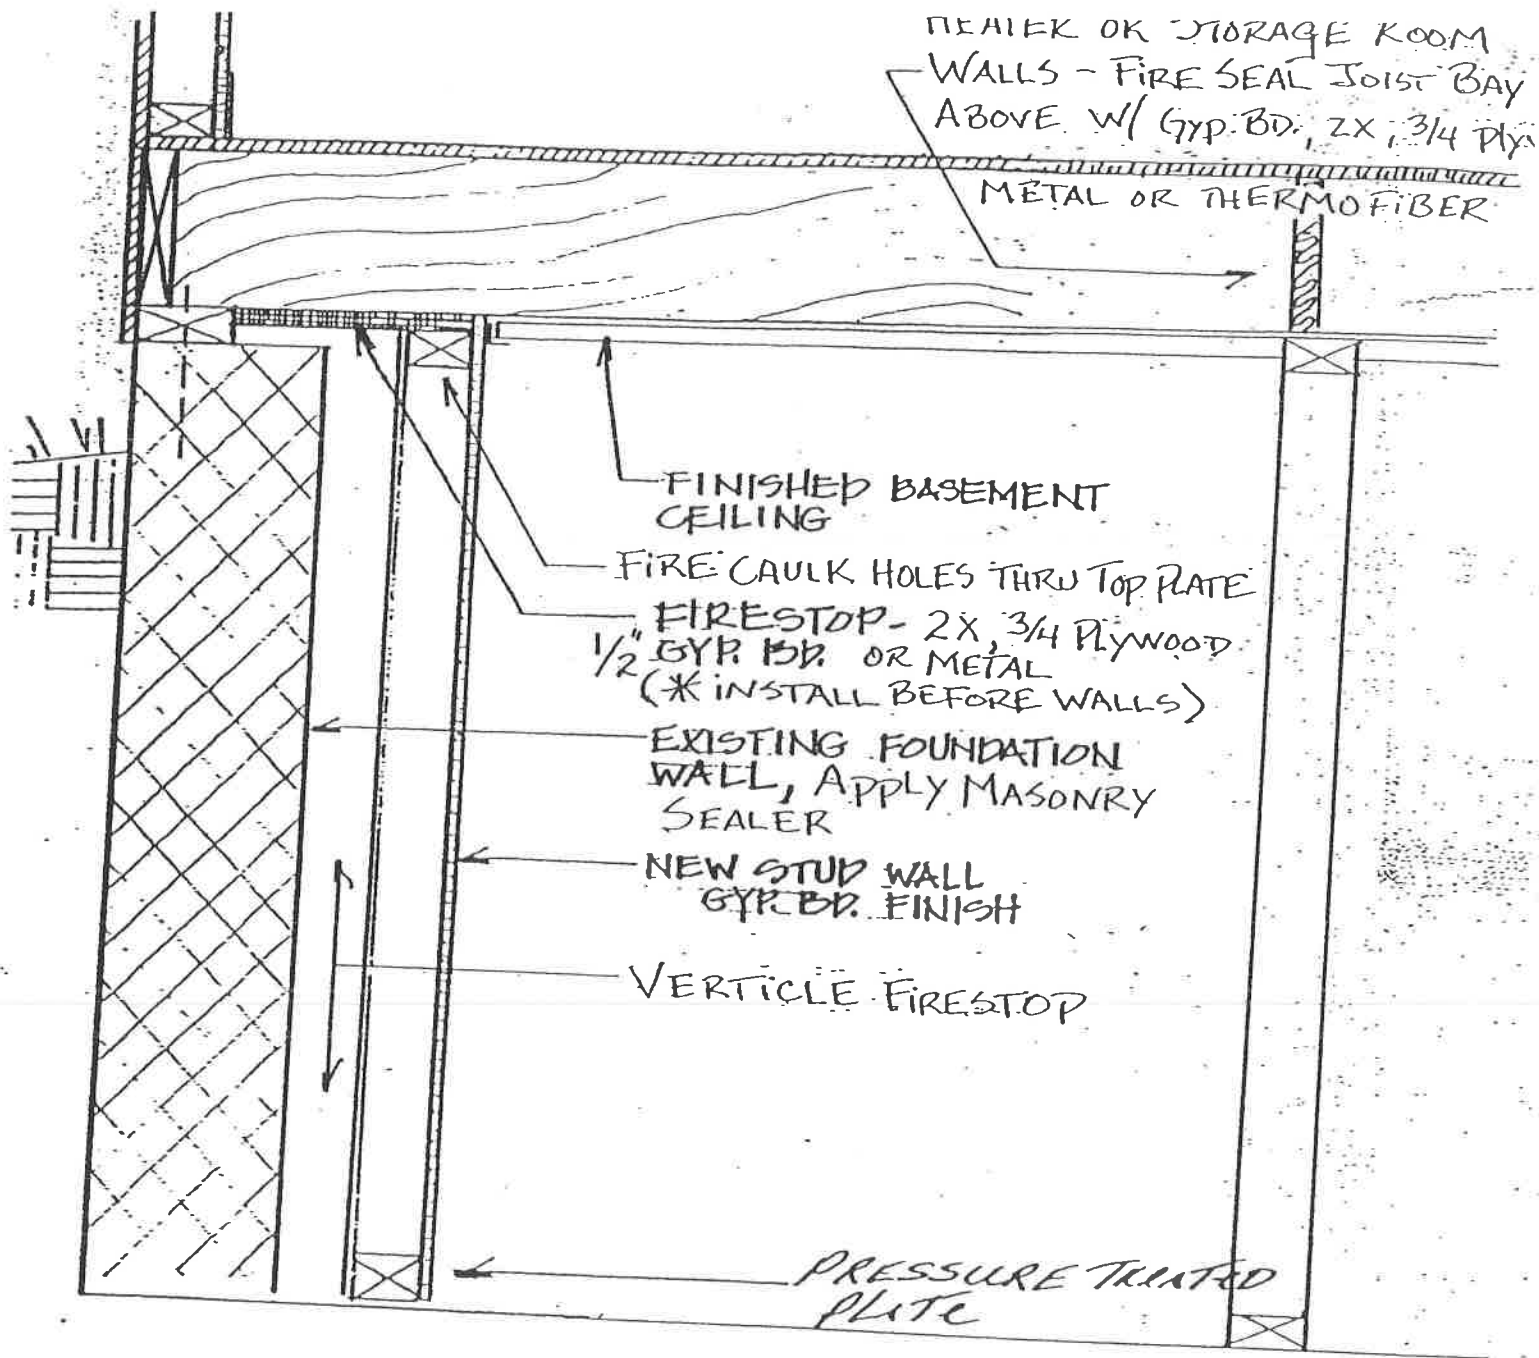 HEATER OR STORAGE ROOM
WALLS - FIRE SEAL JOIST BAY
ABOVE W/ GYP. BD., 2X, 3/4 PLY.
METAL OR THERMOFIBER
FINISHED BASEMENT
CEILING
FIRE CAULK HOLES THRU TOP PLATE
FIRESTOP - 2X, 3/4 PLYWOOD
1/2" GYP. BD. OR METAL
(* INSTALL BEFORE WALLS)
EXISTING FOUNDATION
WALL, APPLY MASONRY
SEALER
NEW STUD WALL
GYP. BD. FINISH
VERTICLE FIRESTOP
PRESSURE TREATED
PLATE